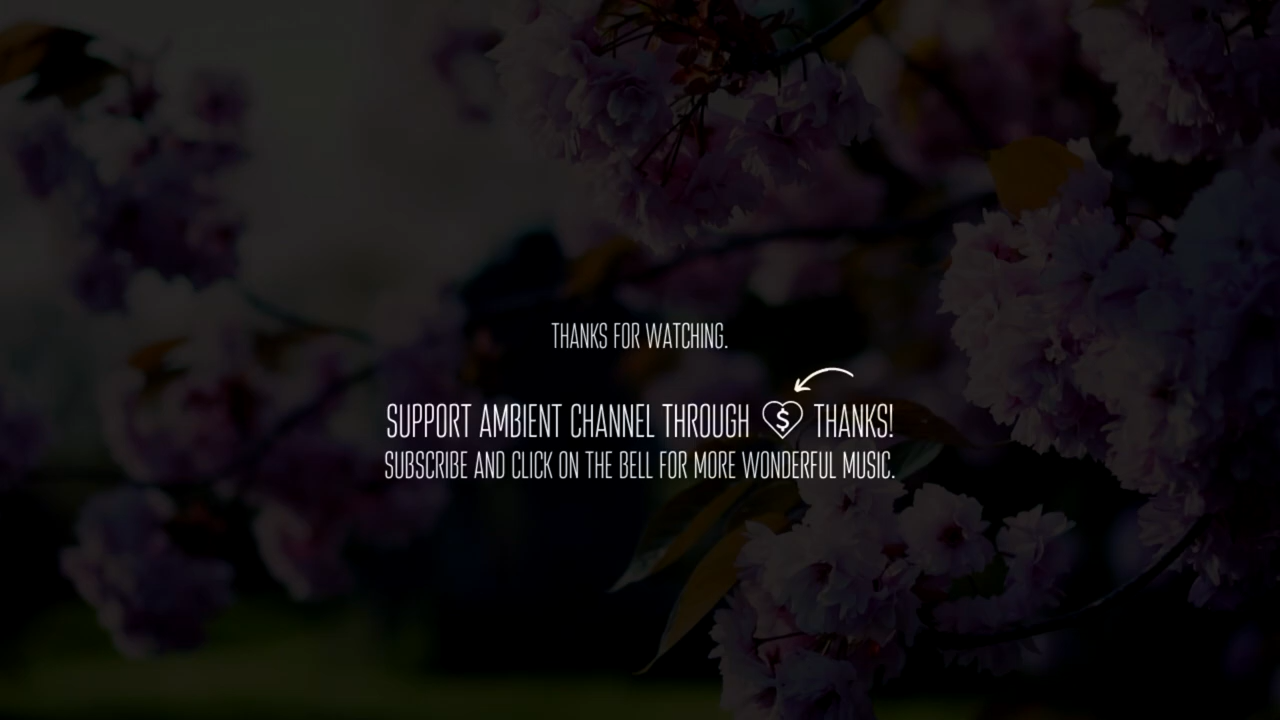 THANKS FOR WATCHING.
SUPPORT AMBIENT CHANNEL THROUGH $ THANKS!
SUBSCRIBE AND CLICK ON THE BELL FOR MORE WONDERFUL MUSIC.